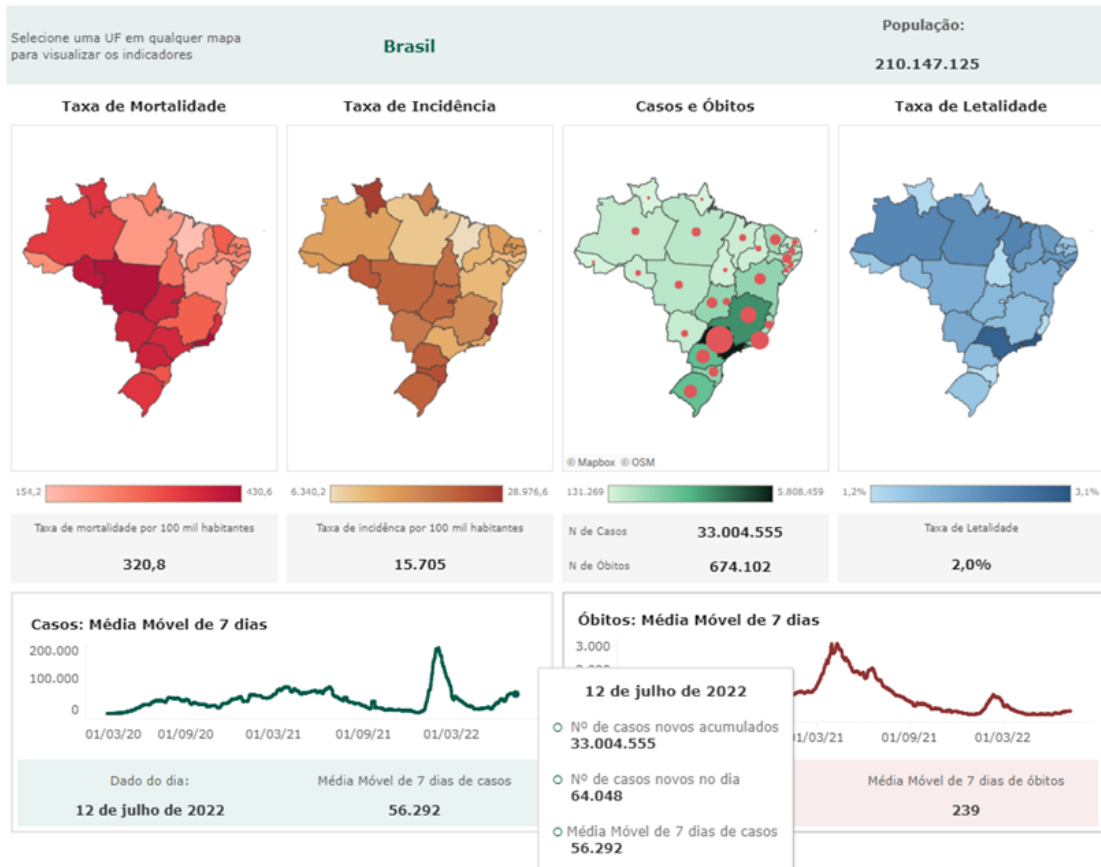 Selecione uma UF em qualquer mapa
para visualizar os indicadores
Brasil
População:
210.147.125
Taxa de Mortalidade
Taxa de Incidência
Casos e Óbitos
Taxa de Letalidade
© Mapbox © OSM
154,2
430,6
6.340,2
28.976,6
131.269
5.808.459
1,2%
3,1%
Taxa de mortalidade por 100 mil habitantes
320,8
Taxa de incidênca por 100 mil habitantes
15.705
N de Casos
33.004.555
N de Óbitos
674.102
Taxa de Letalidade
2,0%
Casos: Média Móvel de 7 dias
200.000
100.000
0
01/03/20
01/09/20
01/03/21
01/09/21
01/03/22
Dado do dia:
12 de julho de 2022
Média Móvel de 7 dias de casos
56.292
Óbitos: Média Móvel de 7 dias
3.000
12 de julho de 2022
Nº de casos novos acumulados
33.004.555
Nº de casos novos no dia
64.048
Média Móvel de 7 dias de casos
56.292
1/03/21
01/09/21
01/03/22
Média Móvel de 7 dias de óbitos
239